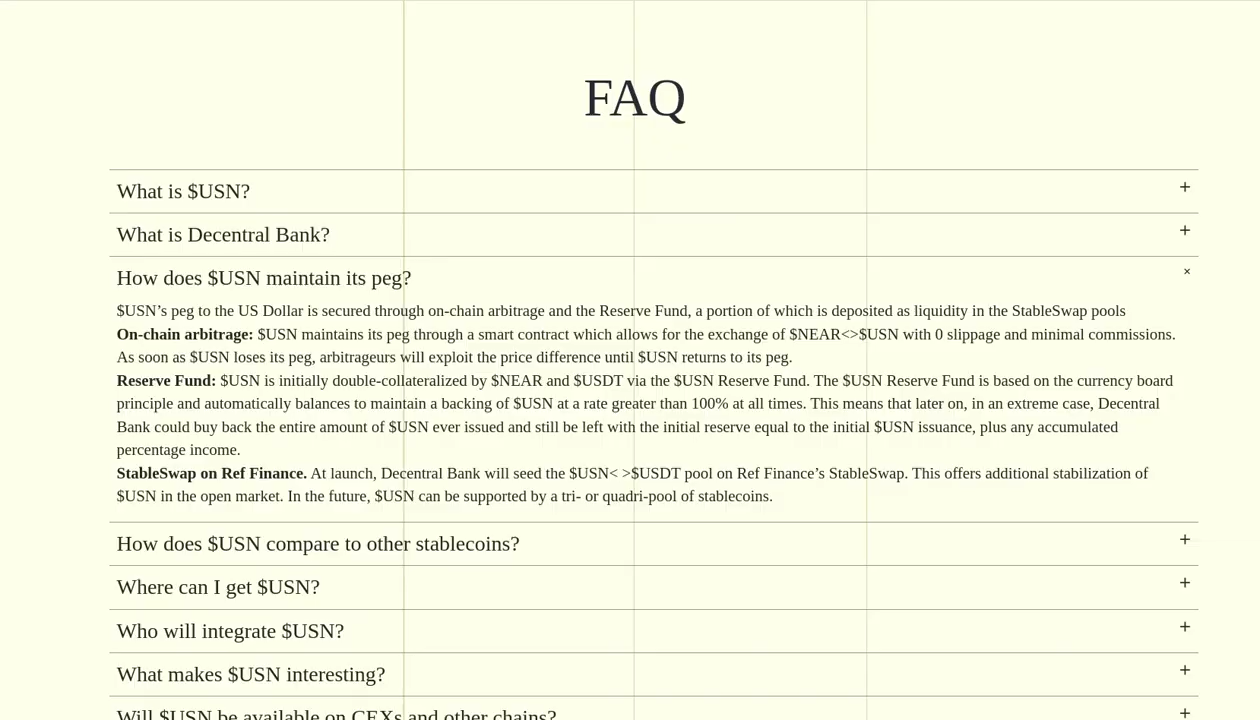 FAQ
What is $USN?
+
What is Decentral Bank?
+
How does $USN maintain its peg?
×
$USN’s peg to the US Dollar is secured through on-chain arbitrage and the Reserve Fund, a portion of which is deposited as liquidity in the StableSwap pools
On-chain arbitrage: $USN maintains its peg through a smart contract which allows for the exchange of $NEAR<>$USN with 0 slippage and minimal commissions.
As soon as $USN loses its peg, arbitrageurs will exploit the price difference until $USN returns to its peg.
Reserve Fund: $USN is initially double-collateralized by $NEAR and $USDT via the $USN Reserve Fund. The $USN Reserve Fund is based on the currency board
principle and automatically balances to maintain a backing of $USN at a rate greater than 100% at all times. This means that later on, in an extreme case, Decentral
Bank could buy back the entire amount of $USN ever issued and still be left with the initial reserve equal to the initial $USN issuance, plus any accumulated
percentage income.
StableSwap on Ref Finance. At launch, Decentral Bank will seed the $USN< >$USDT pool on Ref Finance’s StableSwap. This offers additional stabilization of
$USN in the open market. In the future, $USN can be supported by a tri- or quadri-pool of stablecoins.
How does $USN compare to other stablecoins?
+
Where can I get $USN?
+
Who will integrate $USN?
+
What makes $USN interesting?
+
Will $USN be available on CEXs and other chains?
+